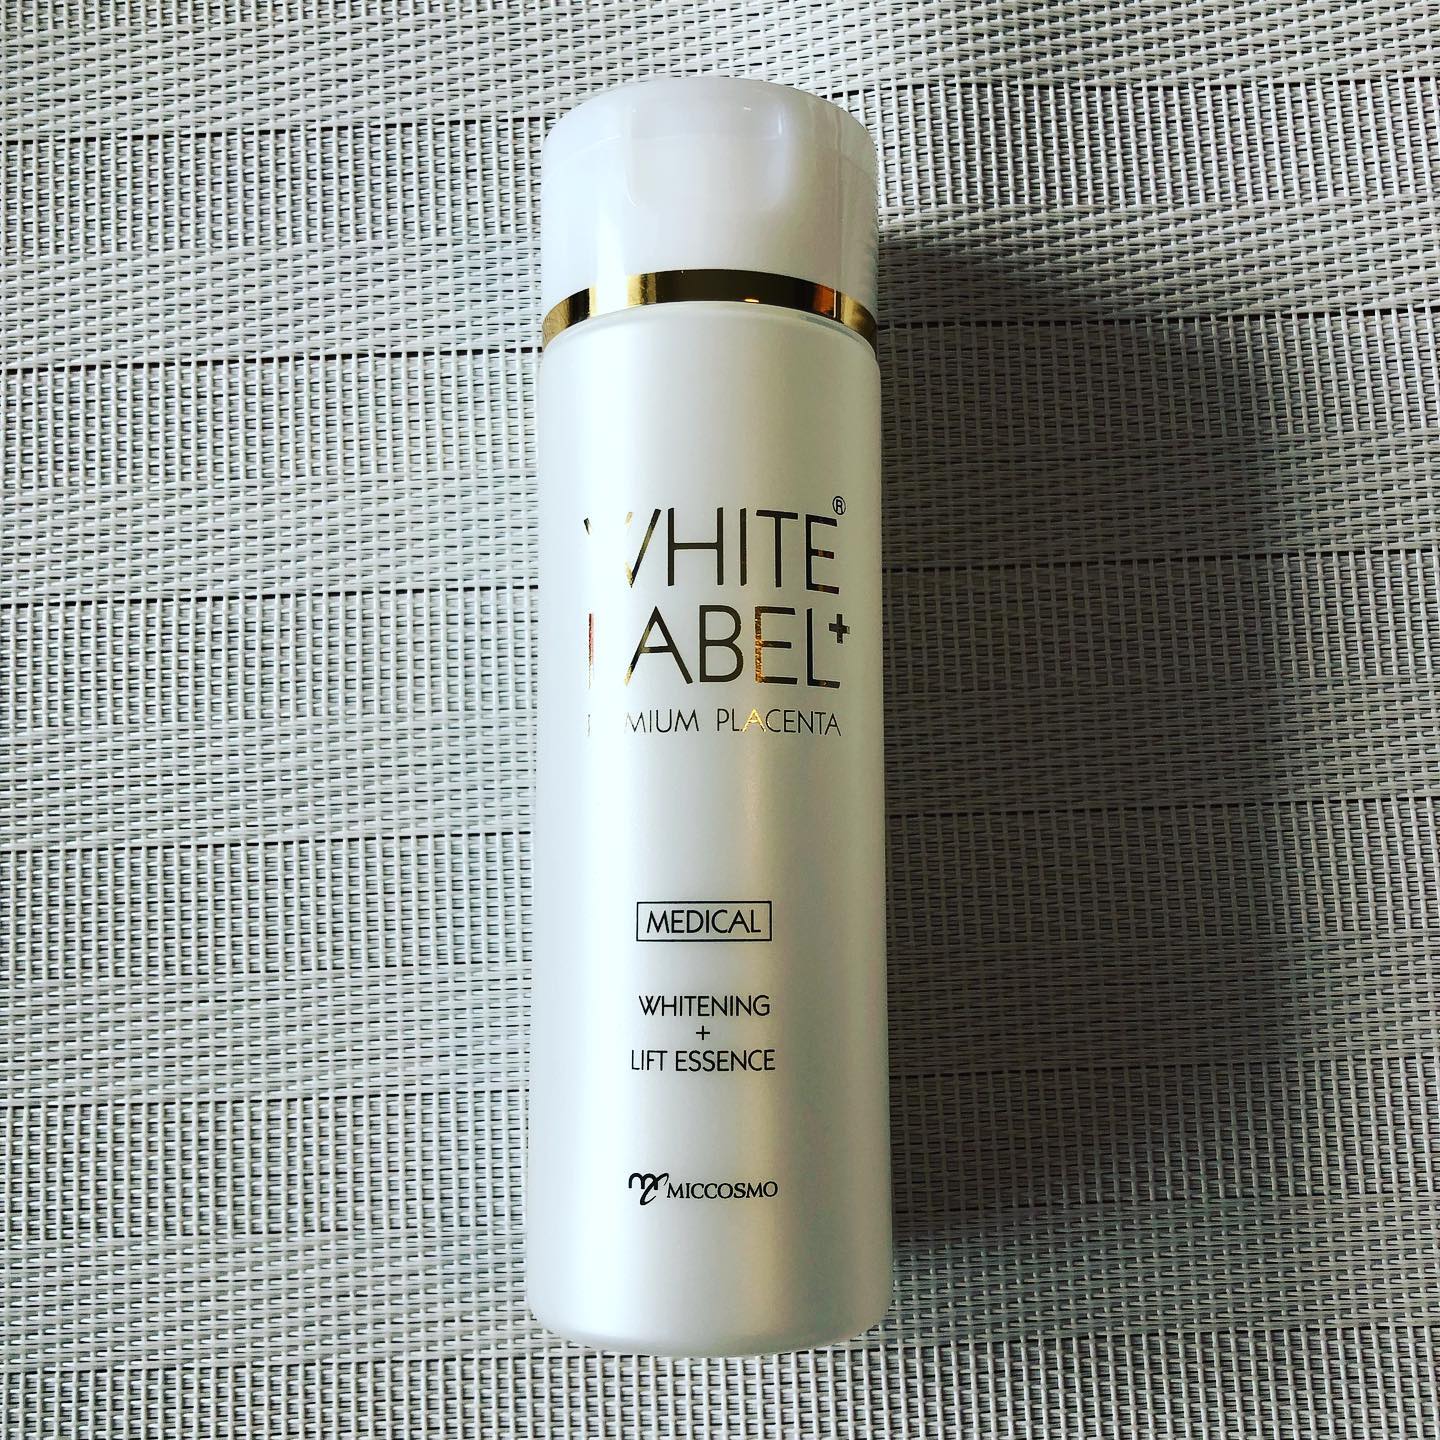 WHITE®
LABEL+
PREMIUM PLACENTA
MEDICAL
WHITENING
+
LIFT ESSENCE
MICCOSMO